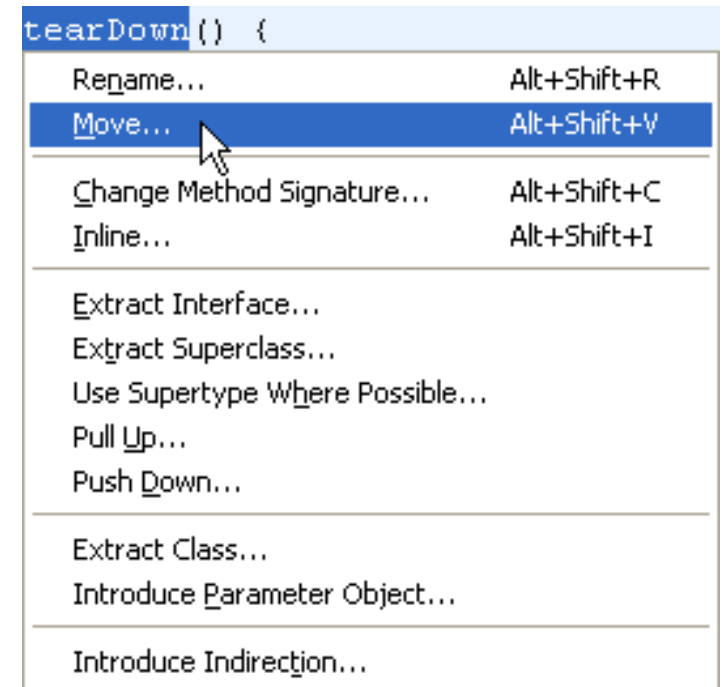 tearDown() {
Rename... Alt+Shift+R
Move... Alt+Shift+V
Change Method Signature... Alt+Shift+C
Inline... Alt+Shift+I
Extract Interface...
Extract Superclass...
Use Supertype Where Possible...
Pull Up...
Push Down...
Extract Class...
Introduce Parameter Object...
Introduce Indirection...